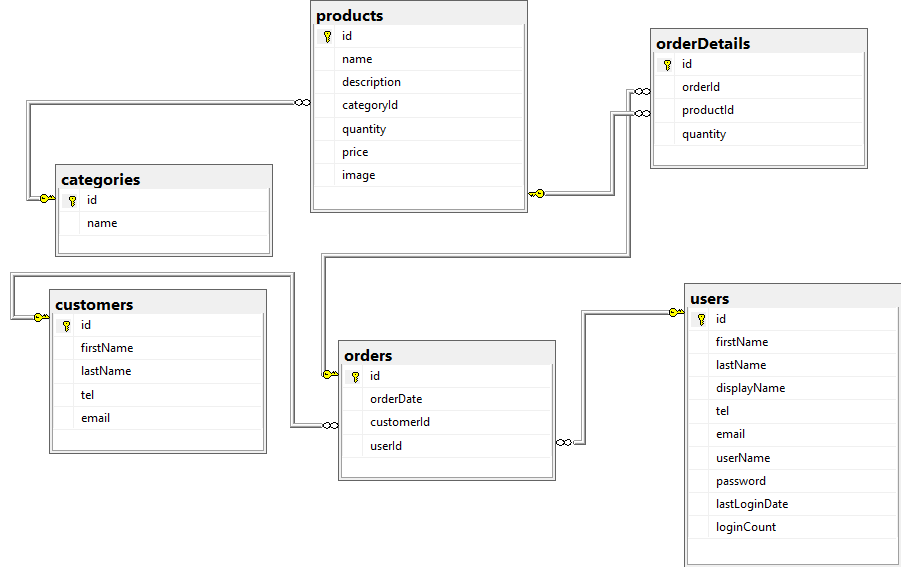 products
id
name
description
categoryId
quantity
price
image
orderDetails
id
orderId
productId
quantity
categories
id
name
customers
id
firstName
lastName
tel
email
orders
id
orderDate
customerId
userId
users
id
firstName
lastName
displayName
tel
email
userName
password
lastLoginDate
loginCount